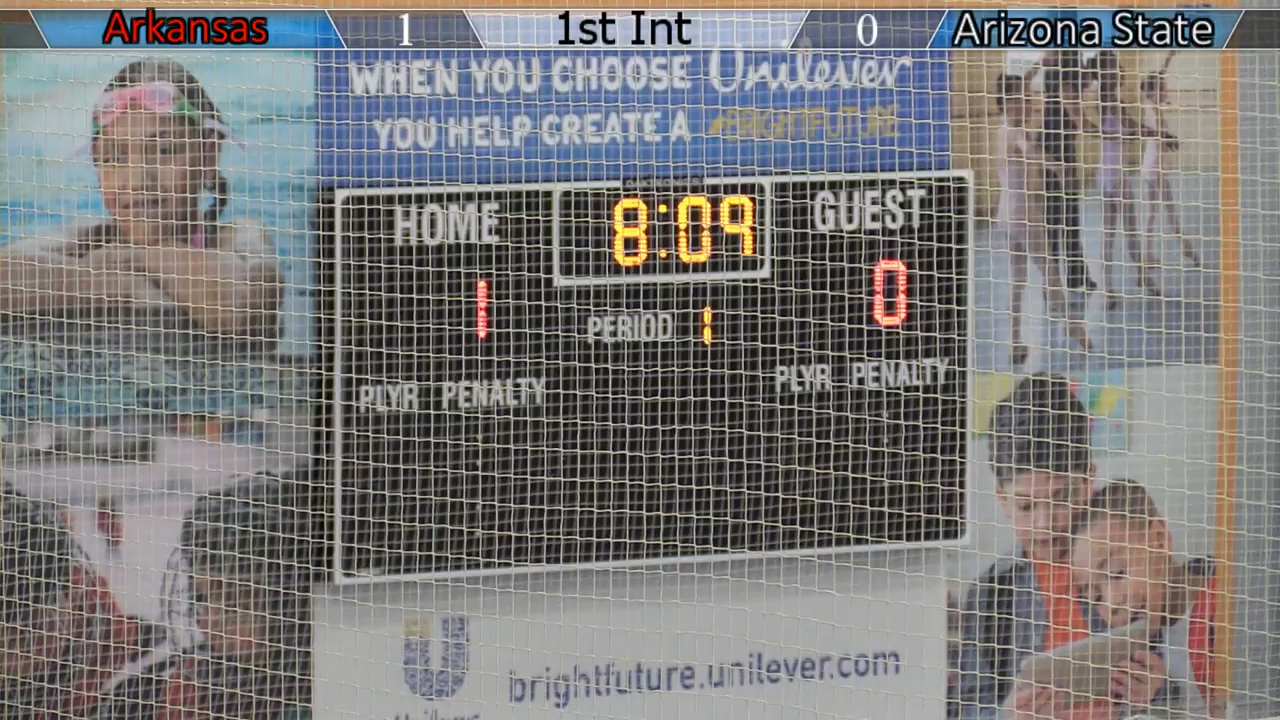 Arkansas 1 1st Int 0 Arizona State
WHEN YOU CHOOSE Unilever
YOU HELP CREATE A #BRIGHTFUTURE
HOME 8:09 GUEST
1 PERIOD 1 0
PLYR PENALTY PLYR PENALTY
brightfuture.unilever.com
Unilever